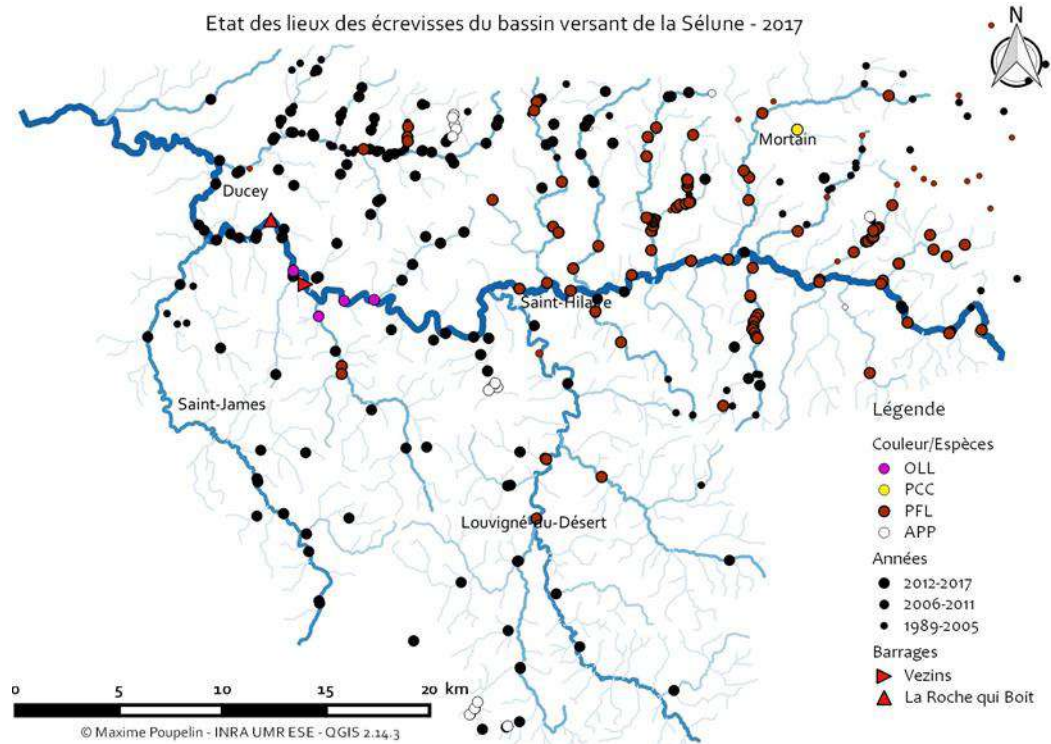 Etat des lieux des écrevisses du bassin versant de la Sélune - 2017
N
Mortain
Ducey
Saint-Hilaire
Saint-James
Louvigné-du-Désert
Légende
Couleur/Espèces
OLL
PCC
PFL
APP
Années
2012-2017
2006-2011
1989-2005
Barrages
Vezins
La Roche qui Boit
0 5 10 15 20 km
© Maxime Poupelin - INRA UMR ESE - QGIS 2.14.3